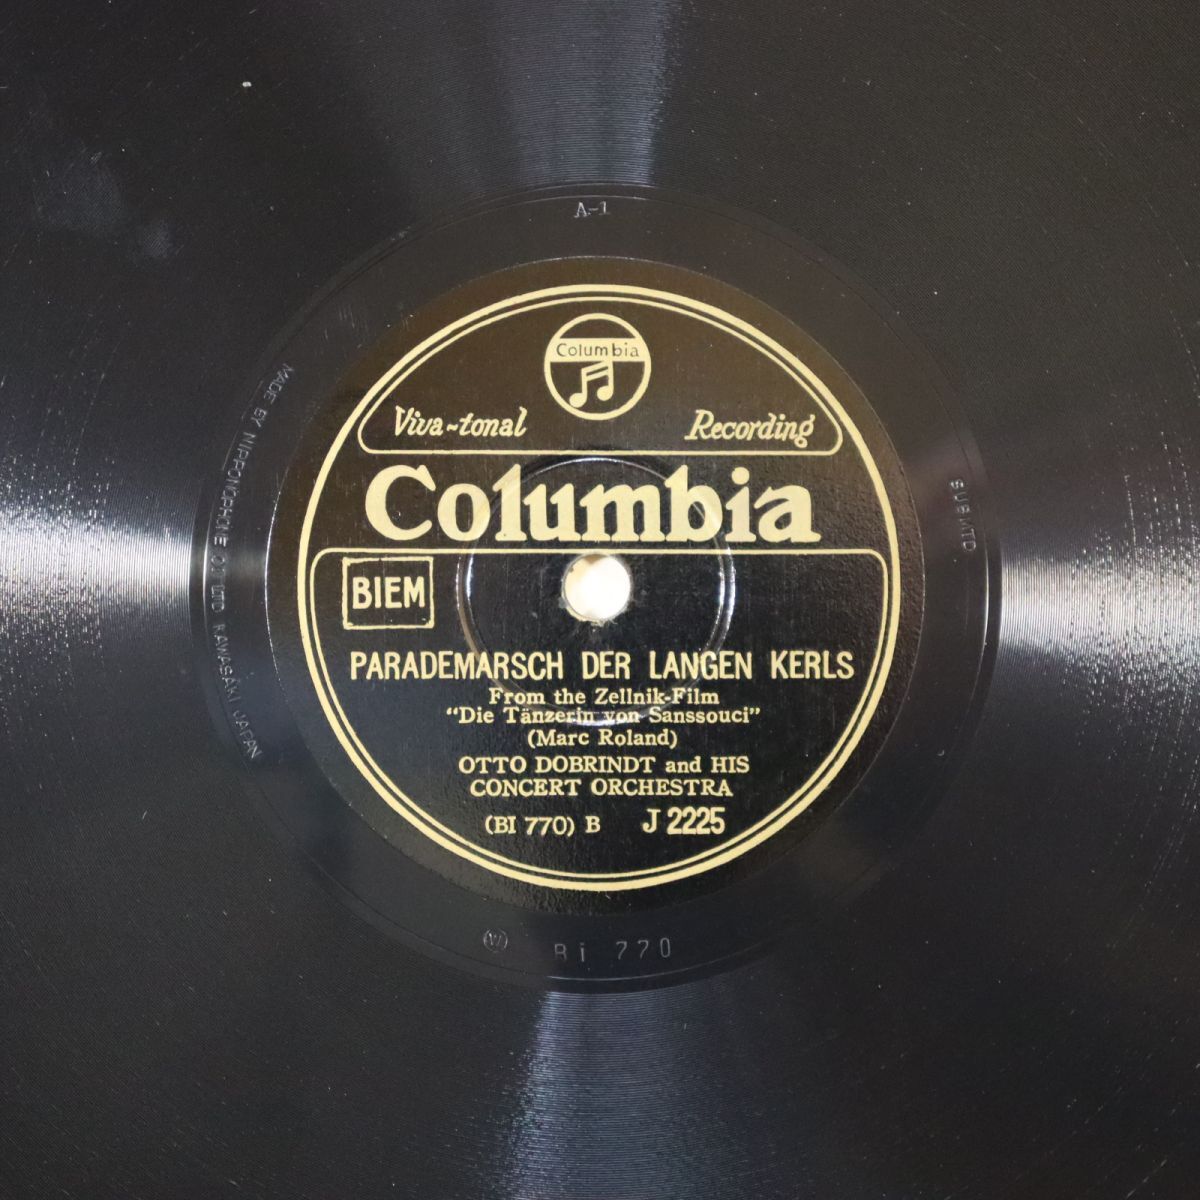 A-1
Columbia
Viva-tonal Recording
Columbia
BIEM
PARADEMARSCH DER LANGEN KERLS
From the Zellnik-Film
“Die Tänzerin von Sanssouci”
(Marc Roland)
OTTO DOBRINDT and HIS
CONCERT ORCHESTRA
(BI 770) B J 2225
MADE BY NIPPONOPHONE CO LTD KAWASAKI JAPAN
SUBMTD
W Bi 770